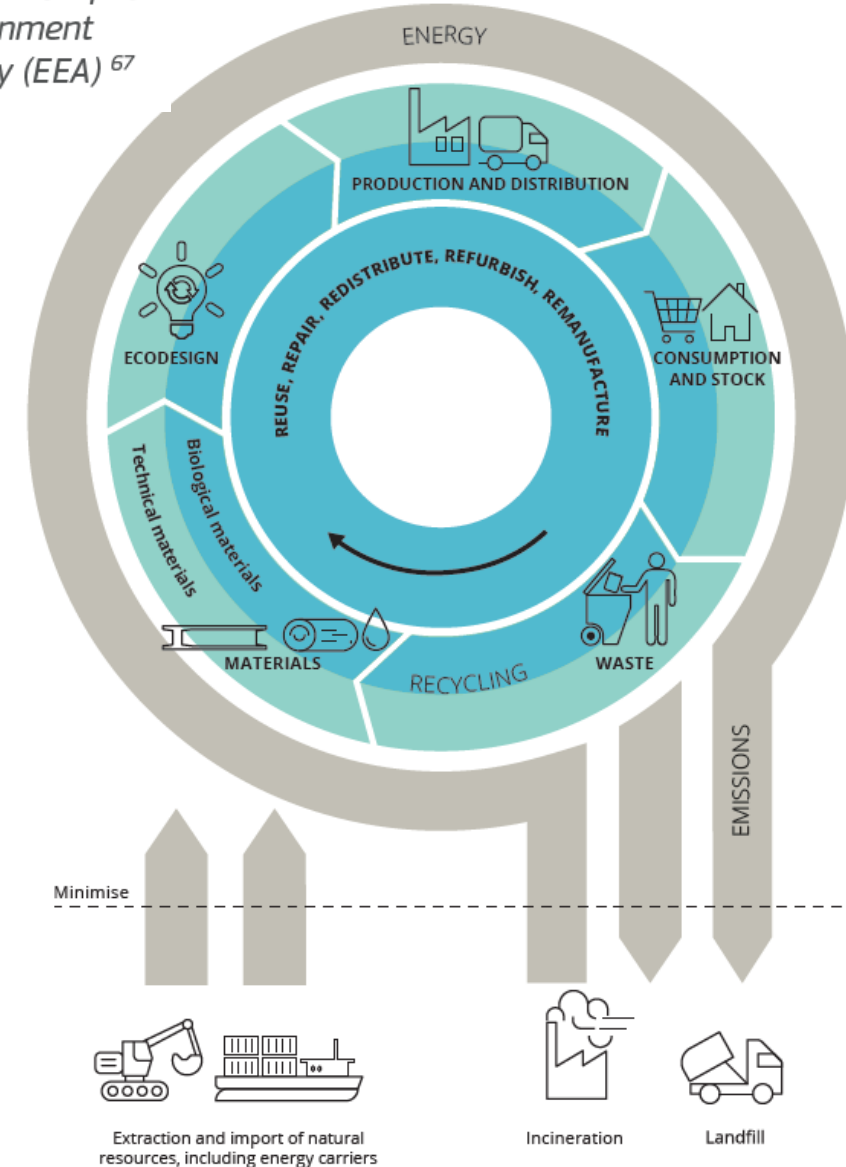 nment
y (EEA) 67
ENERGY
PRODUCTION AND DISTRIBUTION
REUSE, REPAIR, REDISTRIBUTE, REFURBISH, REMANUFACTURE
ECODESIGN
CONSUMPTION
AND STOCK
Technical materials
Biological materials
MATERIALS
RECYCLING
WASTE
EMISSIONS
Minimise
Extraction and import of natural
resources, including energy carriers
Incineration
Landfill